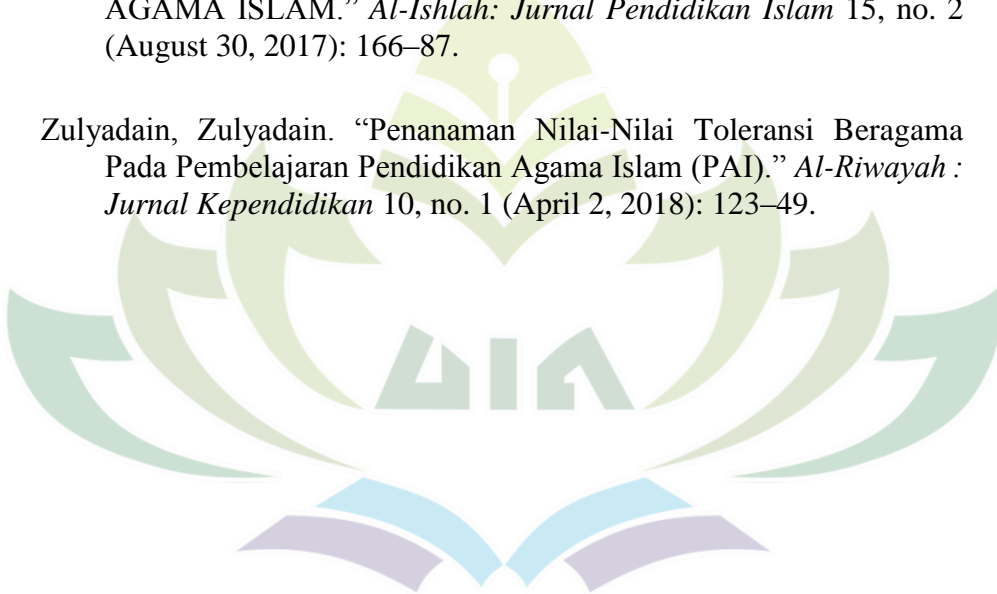 AGAMA ISLAM.” Al-Ishlah: Jurnal Pendidikan Islam 15, no. 2
(August 30, 2017): 166–87.
Zulyadain, Zulyadain. “Penanaman Nilai-Nilai Toleransi Beragama
Pada Pembelajaran Pendidikan Agama Islam (PAI).” Al-Riwayah :
Jurnal Kependidikan 10, no. 1 (April 2, 2018): 123–49.
UIN